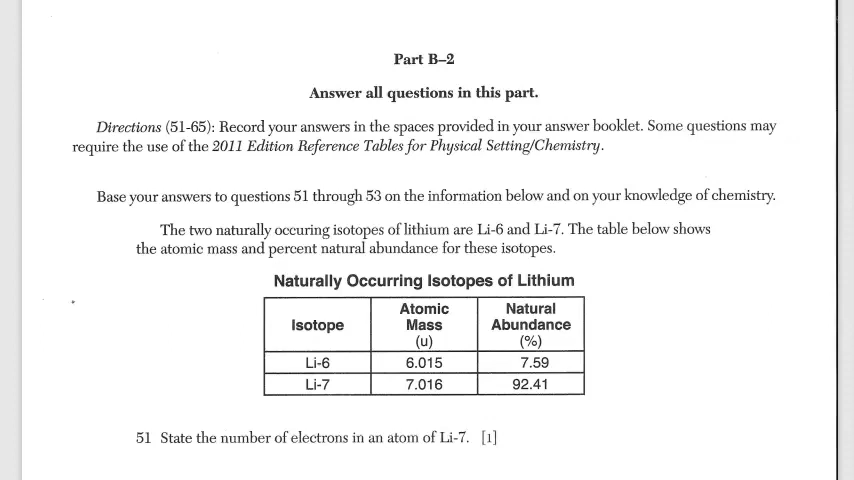 Part B–2
Answer all questions in this part.
Directions (51-65): Record your answers in the spaces provided in your answer booklet. Some questions may
require the use of the 2011 Edition Reference Tables for Physical Setting/Chemistry.
Base your answers to questions 51 through 53 on the information below and on your knowledge of chemistry.
The two naturally occuring isotopes of lithium are Li-6 and Li-7. The table below shows
the atomic mass and percent natural abundance for these isotopes.
Naturally Occurring Isotopes of Lithium
Isotope Atomic Mass (u) Natural Abundance (%)
Li-6 6.015 7.59
Li-7 7.016 92.41
51 State the number of electrons in an atom of Li-7. [1]